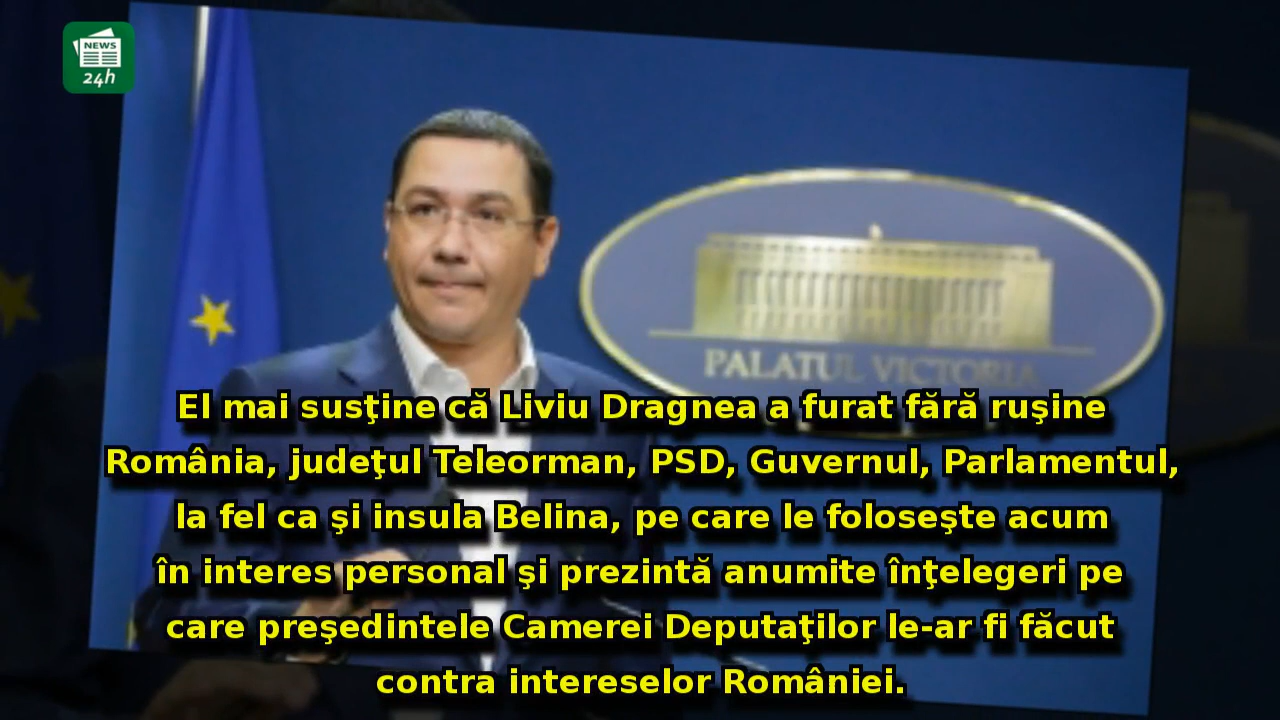 NEWS
24h
PALATUL VICTORIA
El mai susţine că Liviu Dragnea a furat fără ruşine
România, judeţul Teleorman, PSD, Guvernul, Parlamentul,
la fel ca şi insula Belina, pe care le foloseşte acum
în interes personal şi prezintă anumite înţelegeri pe
care preşedintele Camerei Deputaţilor le-ar fi făcut
contra intereselor României.